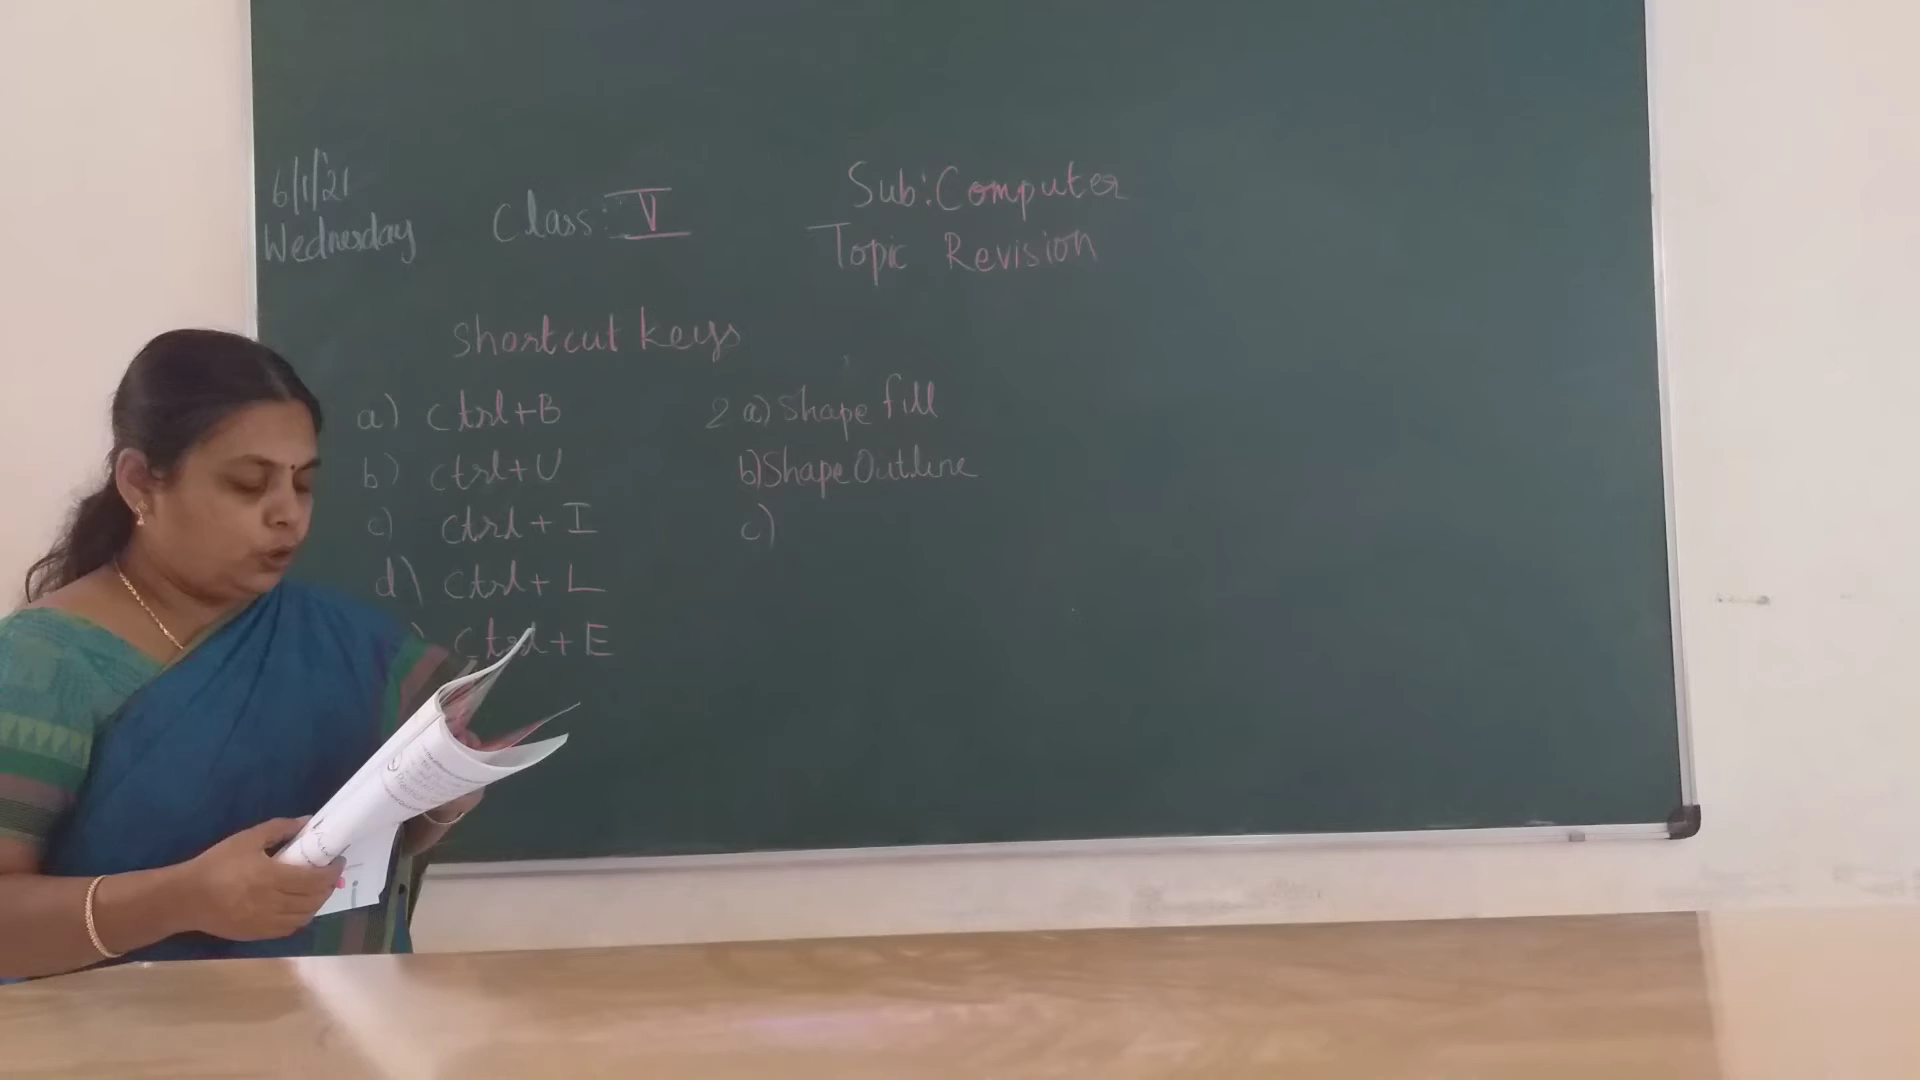 6/1/'21
Wednesday
Class: V
Sub: Computer
Topic Revision
Shortcut keys
a) ctrl+B
b) ctrl+U
c) ctrl + I
d) ctrl + L
) ctrl + E
2 a) Shape fill
b) Shape Outline
c)